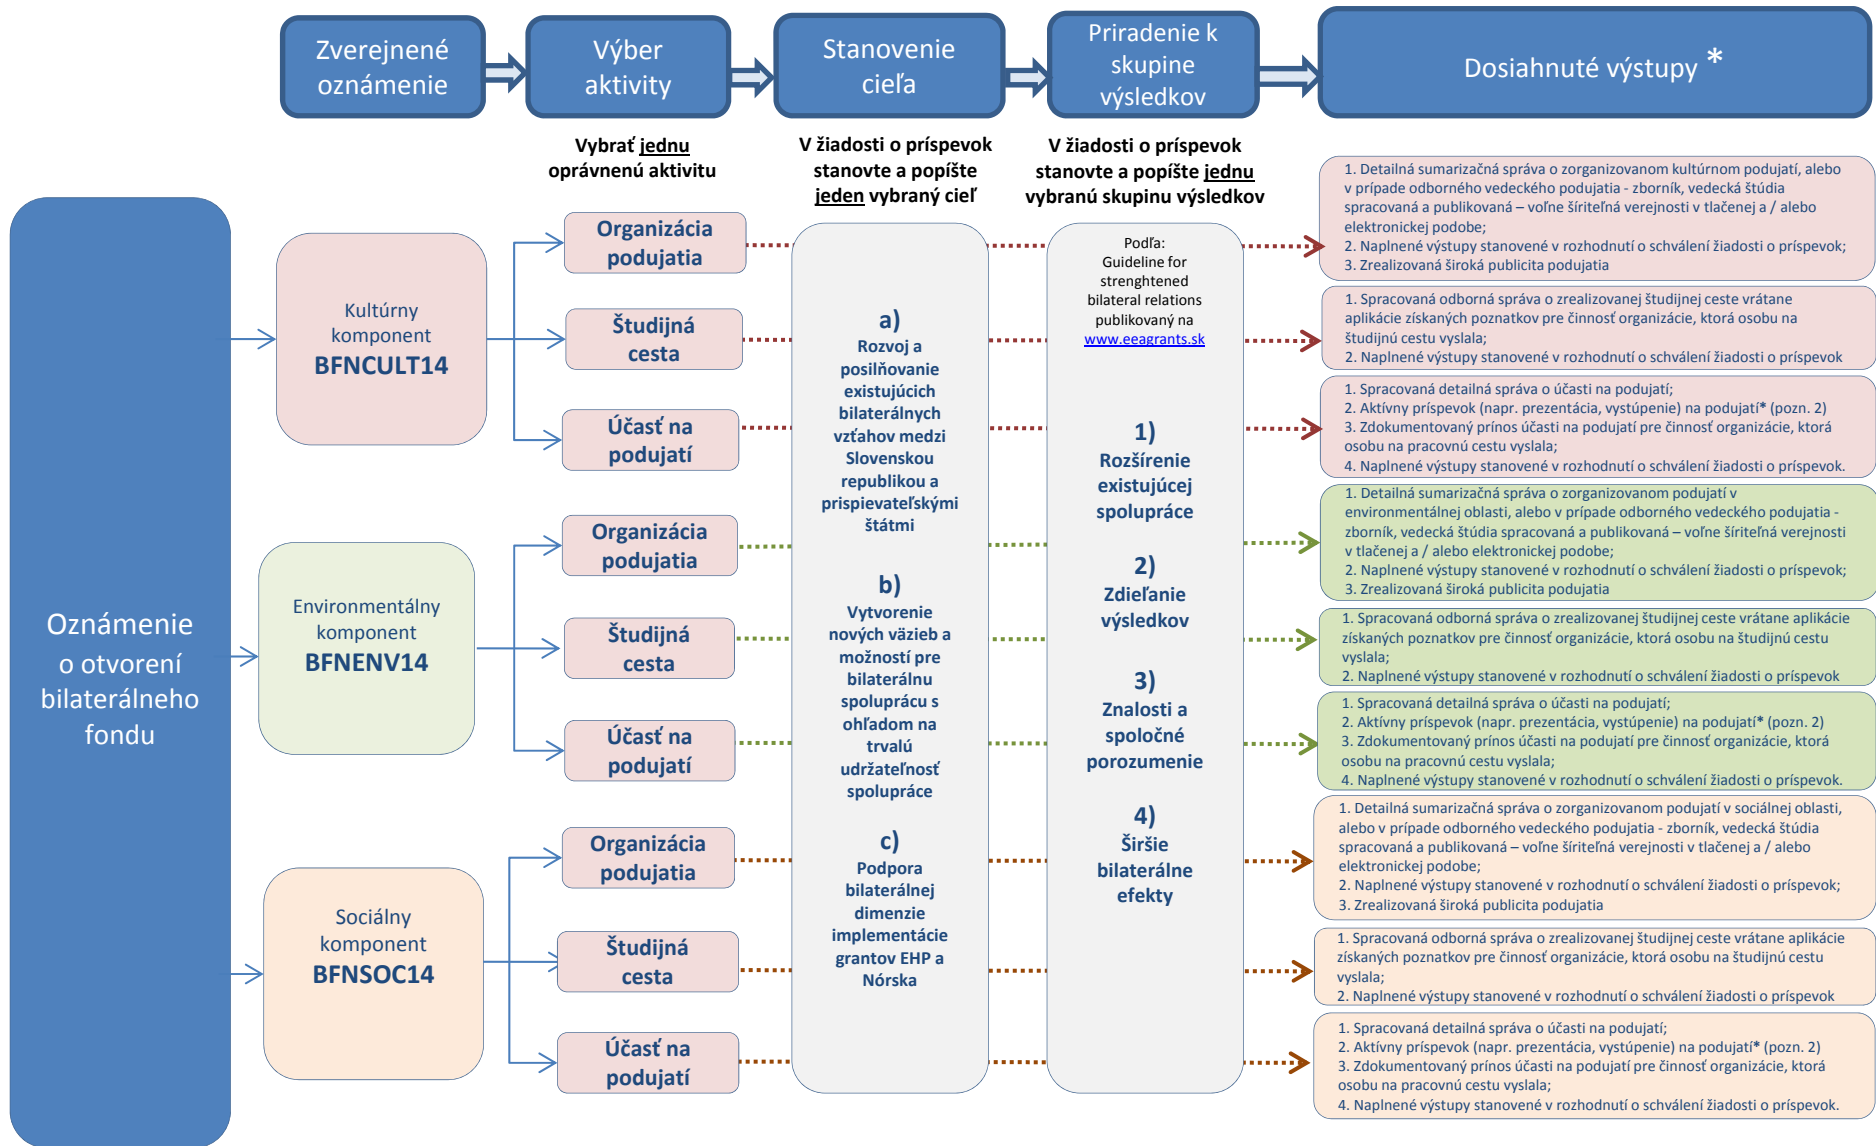 Zverejnené
oznámenie
Výber
aktivity
Stanovenie
cieľa
Priradenie k
skupine
výsledkov
Dosiahnuté výstupy *
Vybrať jednu
oprávnenú aktivitu
V žiadosti o príspevok
stanovte a popíšte
jeden vybraný cieľ
V žiadosti o príspevok
stanovte a popíšte jednu
vybranú skupinu výsledkov
Oznámenie
o otvorení
bilaterálneho
fondu
Kultúrny
komponent
BFNCULT14
Organizácia
podujatia
Študijná
cesta
Účasť na
podujatí
Environmentálny
komponent
BFNENV14
Organizácia
podujatia
Študijná
cesta
Účasť na
podujatí
Sociálny
komponent
BFNSOC14
Organizácia
podujatia
Študijná
cesta
Účasť na
podujatí
a)
Rozvoj a
posilňovanie
existujúcich
bilaterálnych
vzťahov medzi
Slovenskou
republikou a
prispievateľskými
štátmi
b)
Vytvorenie
nových väzieb a
možností pre
bilaterálnu
spoluprácu s
ohľadom na
trvalú
udržateľnosť
spolupráce
c)
Podpora
bilaterálnej
dimenzie
implementácie
grantov EHP a
Nórska
Podľa:
Guideline for
strenghtened
bilateral relations
publikovaný na
www.eeagrants.sk
1)
Rozšírenie
existujúcej
spolupráce
2)
Zdieľanie
výsledkov
3)
Znalosti a
spoločné
porozumenie
4)
Širšie
bilaterálne
efekty
1. Detailná sumarizačná správa o zorganizovanom kultúrnom podujatí, alebo
v prípade odborného vedeckého podujatia - zborník, vedecká štúdia
spracovaná a publikovaná – voľne šíriteľná verejnosti v tlačenej a / alebo
elektronickej podobe;
2. Naplnené výstupy stanovené v rozhodnutí o schválení žiadosti o príspevok;
3. Zrealizovaná široká publicita podujatia
1. Spracovaná odborná správa o zrealizovanej študijnej ceste vrátane
aplikácie získaných poznatkov pre činnosť organizácie, ktorá osobu na
študijnú cestu vyslala;
2. Naplnené výstupy stanovené v rozhodnutí o schválení žiadosti o príspevok
1. Spracovaná detailná správa o účasti na podujatí;
2. Aktívny príspevok (napr. prezentácia, vystúpenie) na podujatí* (pozn. 2)
3. Zdokumentovaný prínos účasti na podujatí pre činnosť organizácie, ktorá
osobu na pracovnú cestu vyslala;
4. Naplnené výstupy stanovené v rozhodnutí o schválení žiadosti o príspevok.
1. Detailná sumarizačná správa o zorganizovanom podujatí v
environmentálnej oblasti, alebo v prípade odborného vedeckého podujatia -
zborník, vedecká štúdia spracovaná a publikovaná – voľne šíriteľná verejnosti
v tlačenej a / alebo elektronickej podobe;
2. Naplnené výstupy stanovené v rozhodnutí o schválení žiadosti o príspevok;
3. Zrealizovaná široká publicita podujatia
1. Spracovaná odborná správa o zrealizovanej študijnej ceste vrátane aplikácie
získaných poznatkov pre činnosť organizácie, ktorá osobu na študijnú cestu
vyslala;
2. Naplnené výstupy stanovené v rozhodnutí o schválení žiadosti o príspevok
1. Spracovaná detailná správa o účasti na podujatí;
2. Aktívny príspevok (napr. prezentácia, vystúpenie) na podujatí* (pozn. 2)
3. Zdokumentovaný prínos účasti na podujatí pre činnosť organizácie, ktorá
osobu na pracovnú cestu vyslala;
4. Naplnené výstupy stanovené v rozhodnutí o schválení žiadosti o príspevok.
1. Detailná sumarizačná správa o zorganizovanom podujatí v sociálnej oblasti,
alebo v prípade odborného vedeckého podujatia - zborník, vedecká štúdia
spracovaná a publikovaná – voľne šíriteľná verejnosti v tlačenej a / alebo
elektronickej podobe;
2. Naplnené výstupy stanovené v rozhodnutí o schválení žiadosti o príspevok;
3. Zrealizovaná široká publicita podujatia
1. Spracovaná odborná správa o zrealizovanej študijnej ceste vrátane aplikácie
získaných poznatkov pre činnosť organizácie, ktorá osobu na študijnú cestu
vyslala;
2. Naplnené výstupy stanovené v rozhodnutí o schválení žiadosti o príspevok
1. Spracovaná detailná správa o účasti na podujatí;
2. Aktívny príspevok (napr. prezentácia, vystúpenie) na podujatí* (pozn. 2)
3. Zdokumentovaný prínos účasti na podujatí pre činnosť organizácie, ktorá
osobu na pracovnú cestu vyslala;
4. Naplnené výstupy stanovené v rozhodnutí o schválení žiadosti o príspevok.